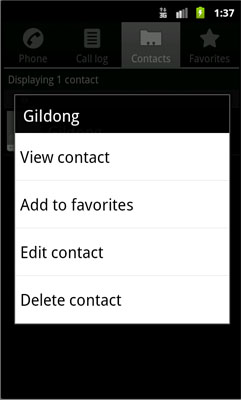 3G
1:37
Phone
Call log
Contacts
Favorites
Displaying 1 contact
Gildong
View contact
Add to favorites
Edit contact
Delete contact